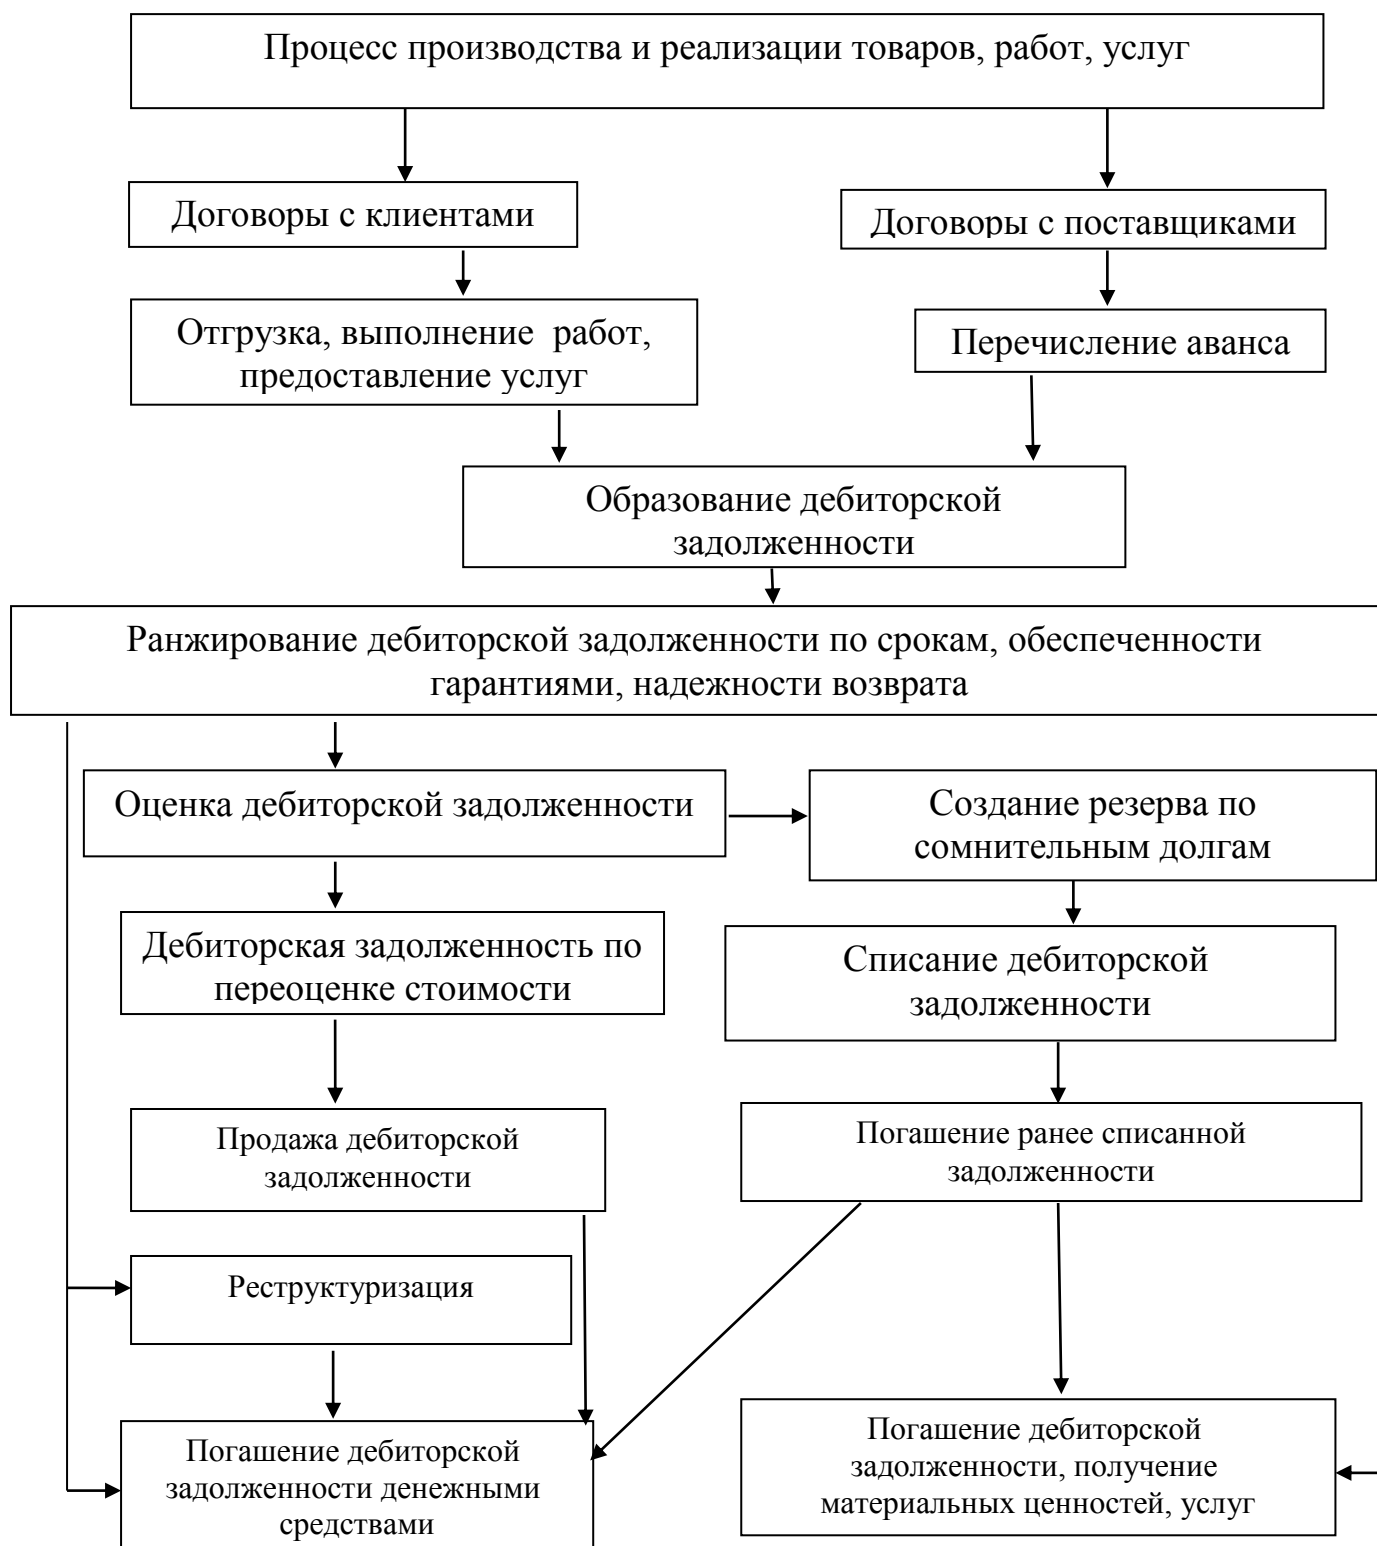 Процесс производства и реализации товаров, работ, услуг
Договоры с клиентами
Договоры с поставщиками
Отгрузка, выполнение работ,
предоставление услуг
Перечисление аванса
Образование дебиторской
задолженности
Ранжирование дебиторской задолженности по срокам, обеспеченности
гарантиями, надежности возврата
Оценка дебиторской задолженности
Создание резерва по
сомнительным долгам
Дебиторская задолженность по
переоценке стоимости
Списание дебиторской
задолженности
Продажа дебиторской
задолженности
Погашение ранее списанной
задолженности
Реструктуризация
Погашение дебиторской
задолженности денежными
средствами
Погашение дебиторской
задолженности, получение
материальных ценностей, услуг